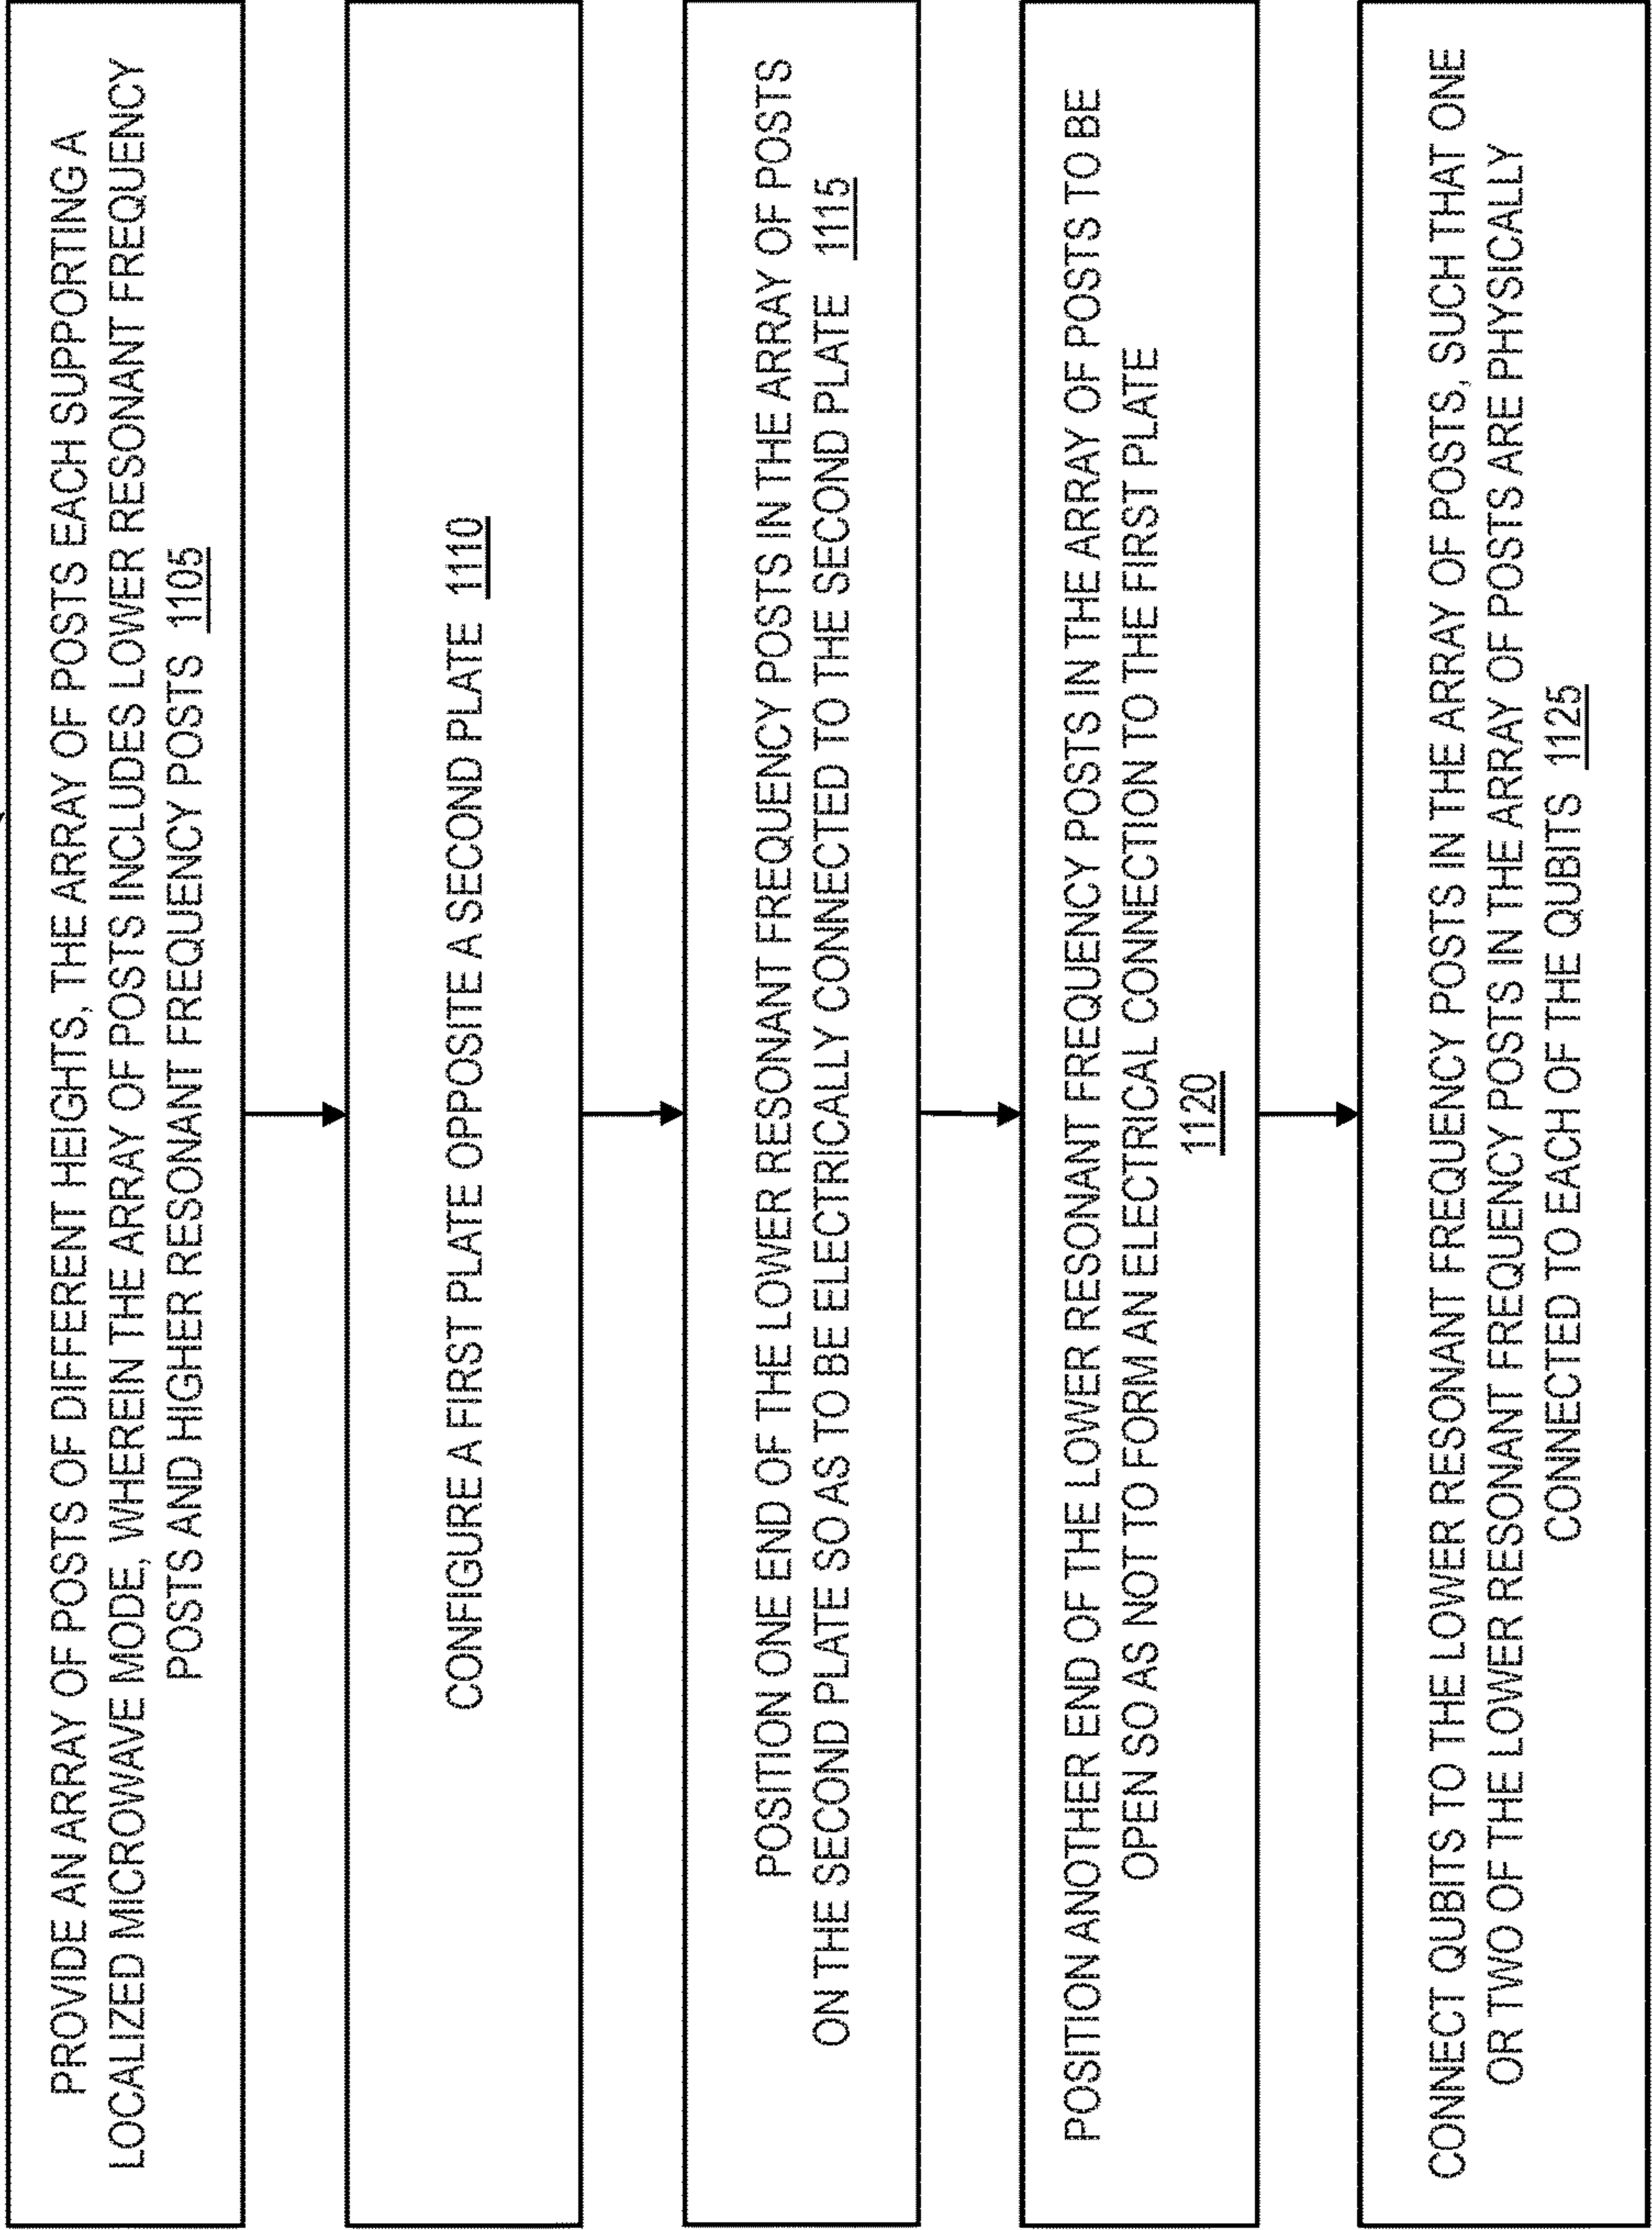 PROVIDE AN ARRAY OF POSTS OF DIFFERENT HEIGHTS, THE ARRAY OF POSTS EACH SUPPORTING A
LOCALIZED MICROWAVE MODE, WHEREIN THE ARRAY OF POSTS INCLUDES LOWER RESONANT FREQUENCY
POSTS AND HIGHER RESONANT FREQUENCY POSTS 1105
CONFIGURE A FIRST PLATE OPPOSITE A SECOND PLATE 1110
POSITION ONE END OF THE LOWER RESONANT FREQUENCY POSTS IN THE ARRAY OF POSTS
ON THE SECOND PLATE SO AS TO BE ELECTRICALLY CONNECTED TO THE SECOND PLATE 1115
POSITION ANOTHER END OF THE LOWER RESONANT FREQUENCY POSTS IN THE ARRAY OF POSTS TO BE
OPEN SO AS NOT TO FORM AN ELECTRICAL CONNECTION TO THE FIRST PLATE
1120
CONNECT QUBITS TO THE LOWER RESONANT FREQUENCY POSTS IN THE ARRAY OF POSTS, SUCH THAT ONE
OR TWO OF THE LOWER RESONANT FREQUENCY POSTS IN THE ARRAY OF POSTS ARE PHYSICALLY
CONNECTED TO EACH OF THE QUBITS 1125